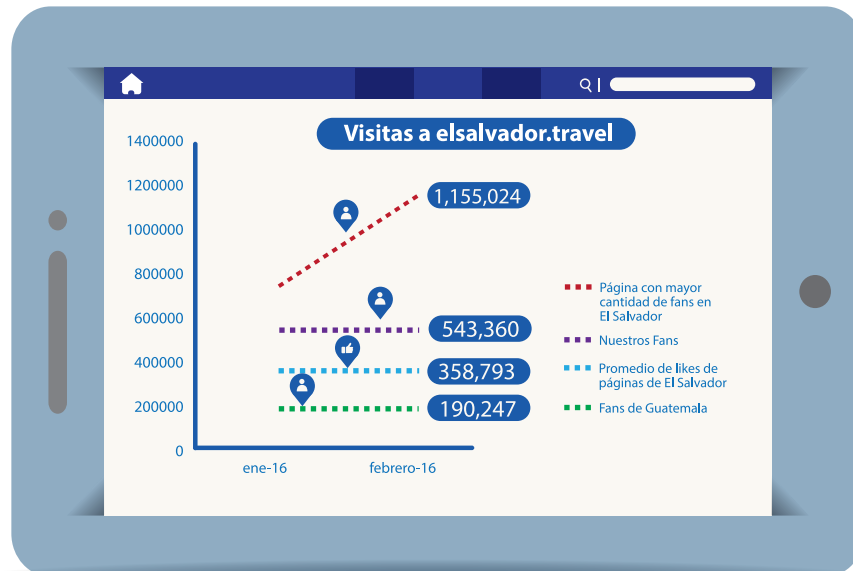 Visitas a elsalvador.travel
1400000
1200000
1000000
800000
600000
400000
200000
0
ene-16
febrero-16
1,155,024
543,360
358,793
190,247
Página con mayor
cantidad de fans en
El Salvador
Nuestros Fans
Promedio de likes de
páginas de El Salvador
Fans de Guatemala